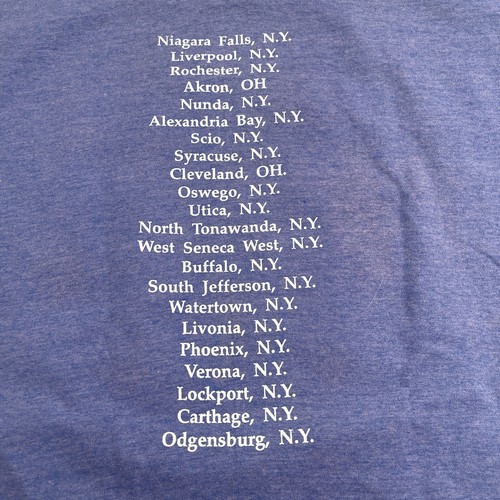 Niagara Falls, N.Y.
Liverpool, N.Y.
Rochester, N.Y.
Akron, OH
Nunda, N.Y.
Alexandria Bay, N.Y.
Scio, N.Y.
Syracuse, N.Y.
Cleveland, OH.
Oswego, N.Y.
Utica, N.Y.
North Tonawanda, N.Y.
West Seneca West, N.Y.
Buffalo, N.Y.
South Jefferson, N.Y.
Watertown, N.Y.
Livonia, N.Y.
Phoenix, N.Y.
Verona, N.Y.
Lockport, N.Y.
Carthage, N.Y.
Odgensburg, N.Y.